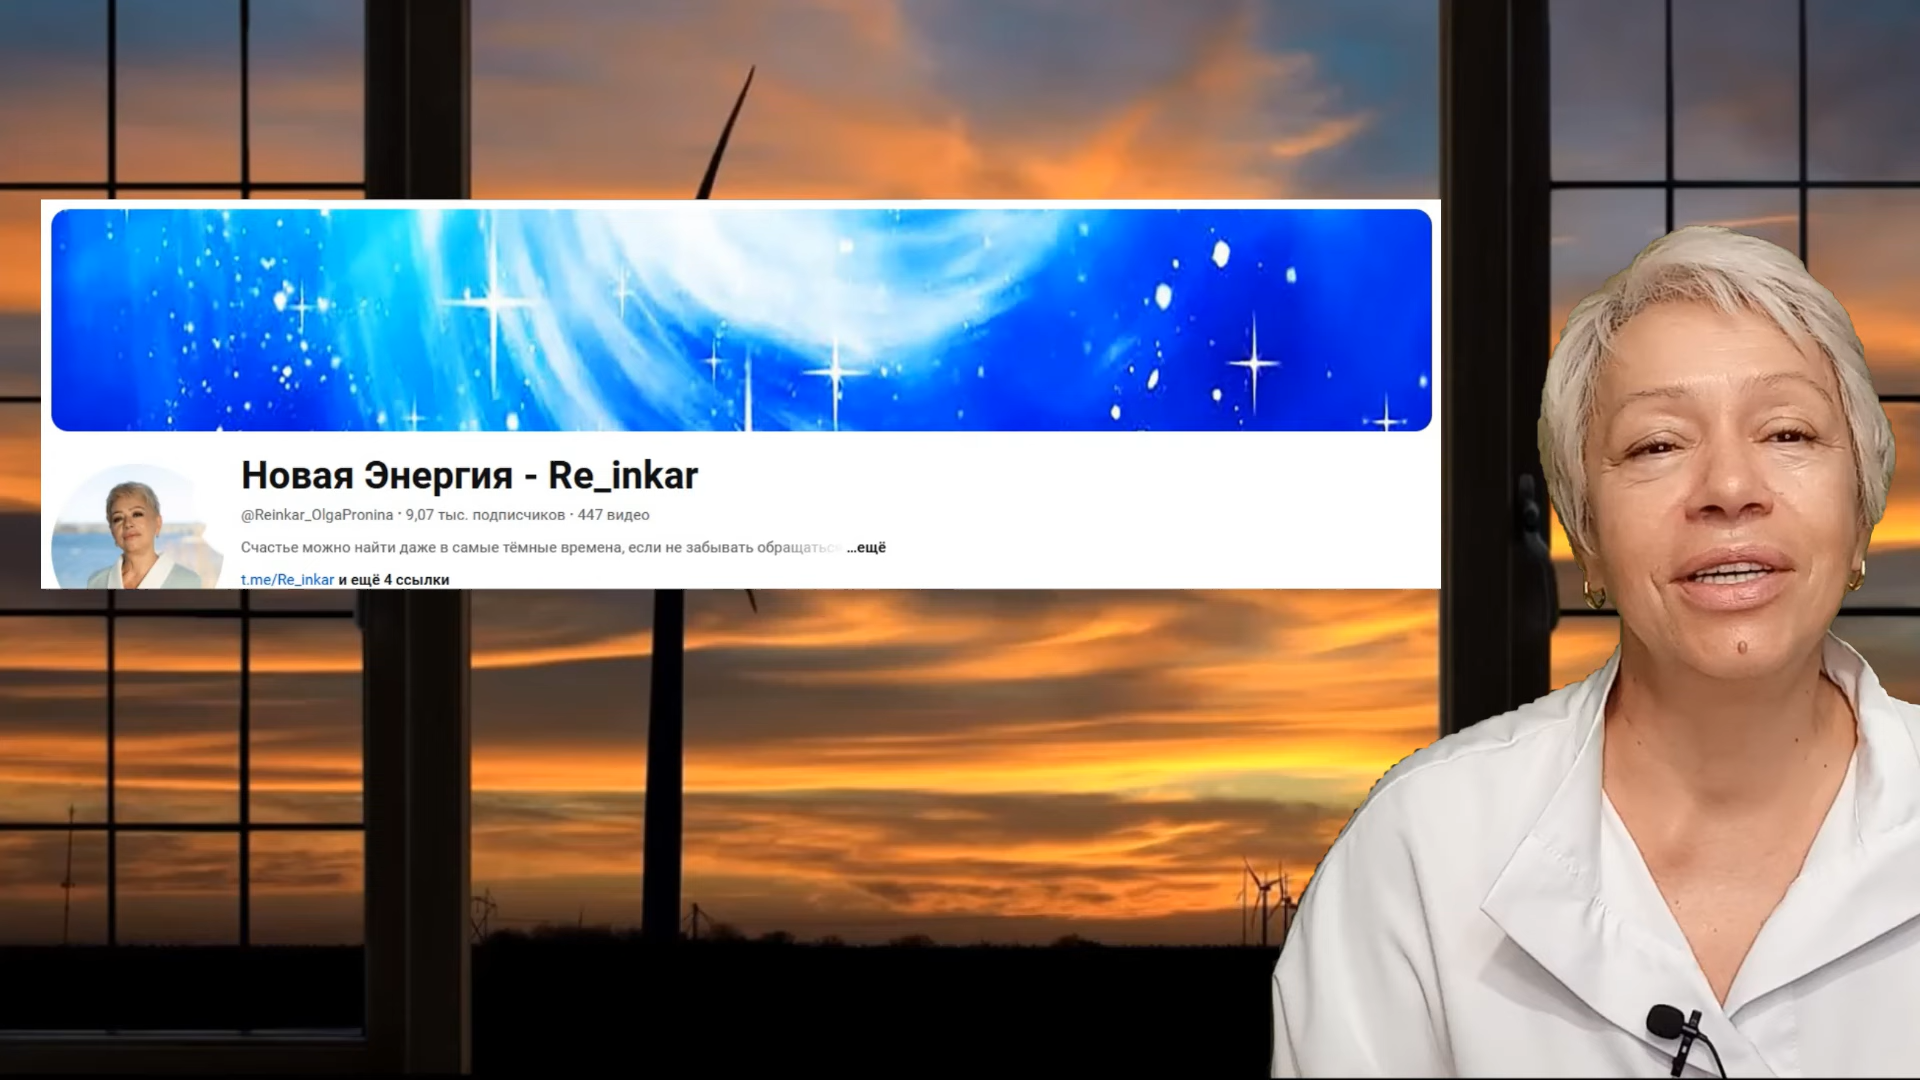 Новая Энергия - Re_inkar
@Reinkar_OlgaPronina · 9,07 тыс. подписчиков · 447 видео
Счастье можно найти даже в самые тёмные времена, если не забывать обращаться ...ещё
t.me/Re_inkar и ещё 4 ссылки